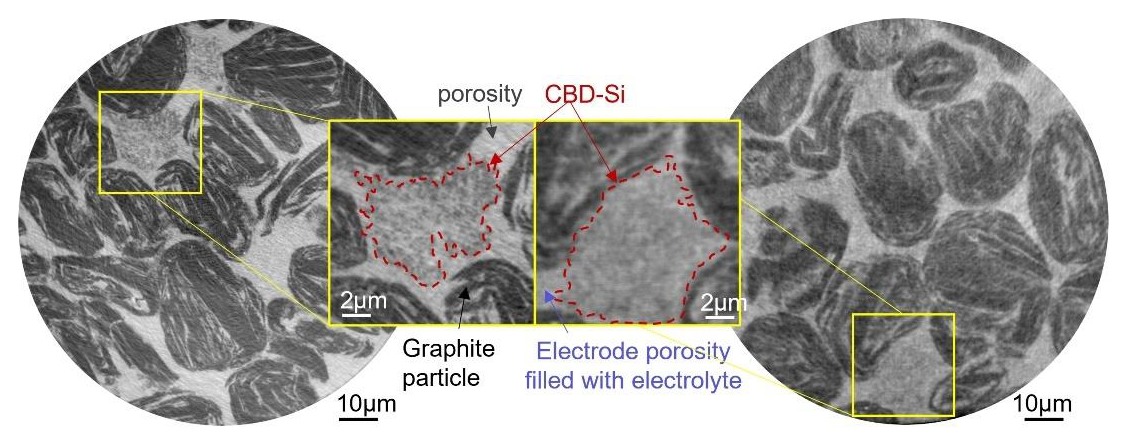 porosity
CBD-Si
2µm
2µm
Graphite
particle
Electrode porosity
filled with electrolyte
10µm
10µm